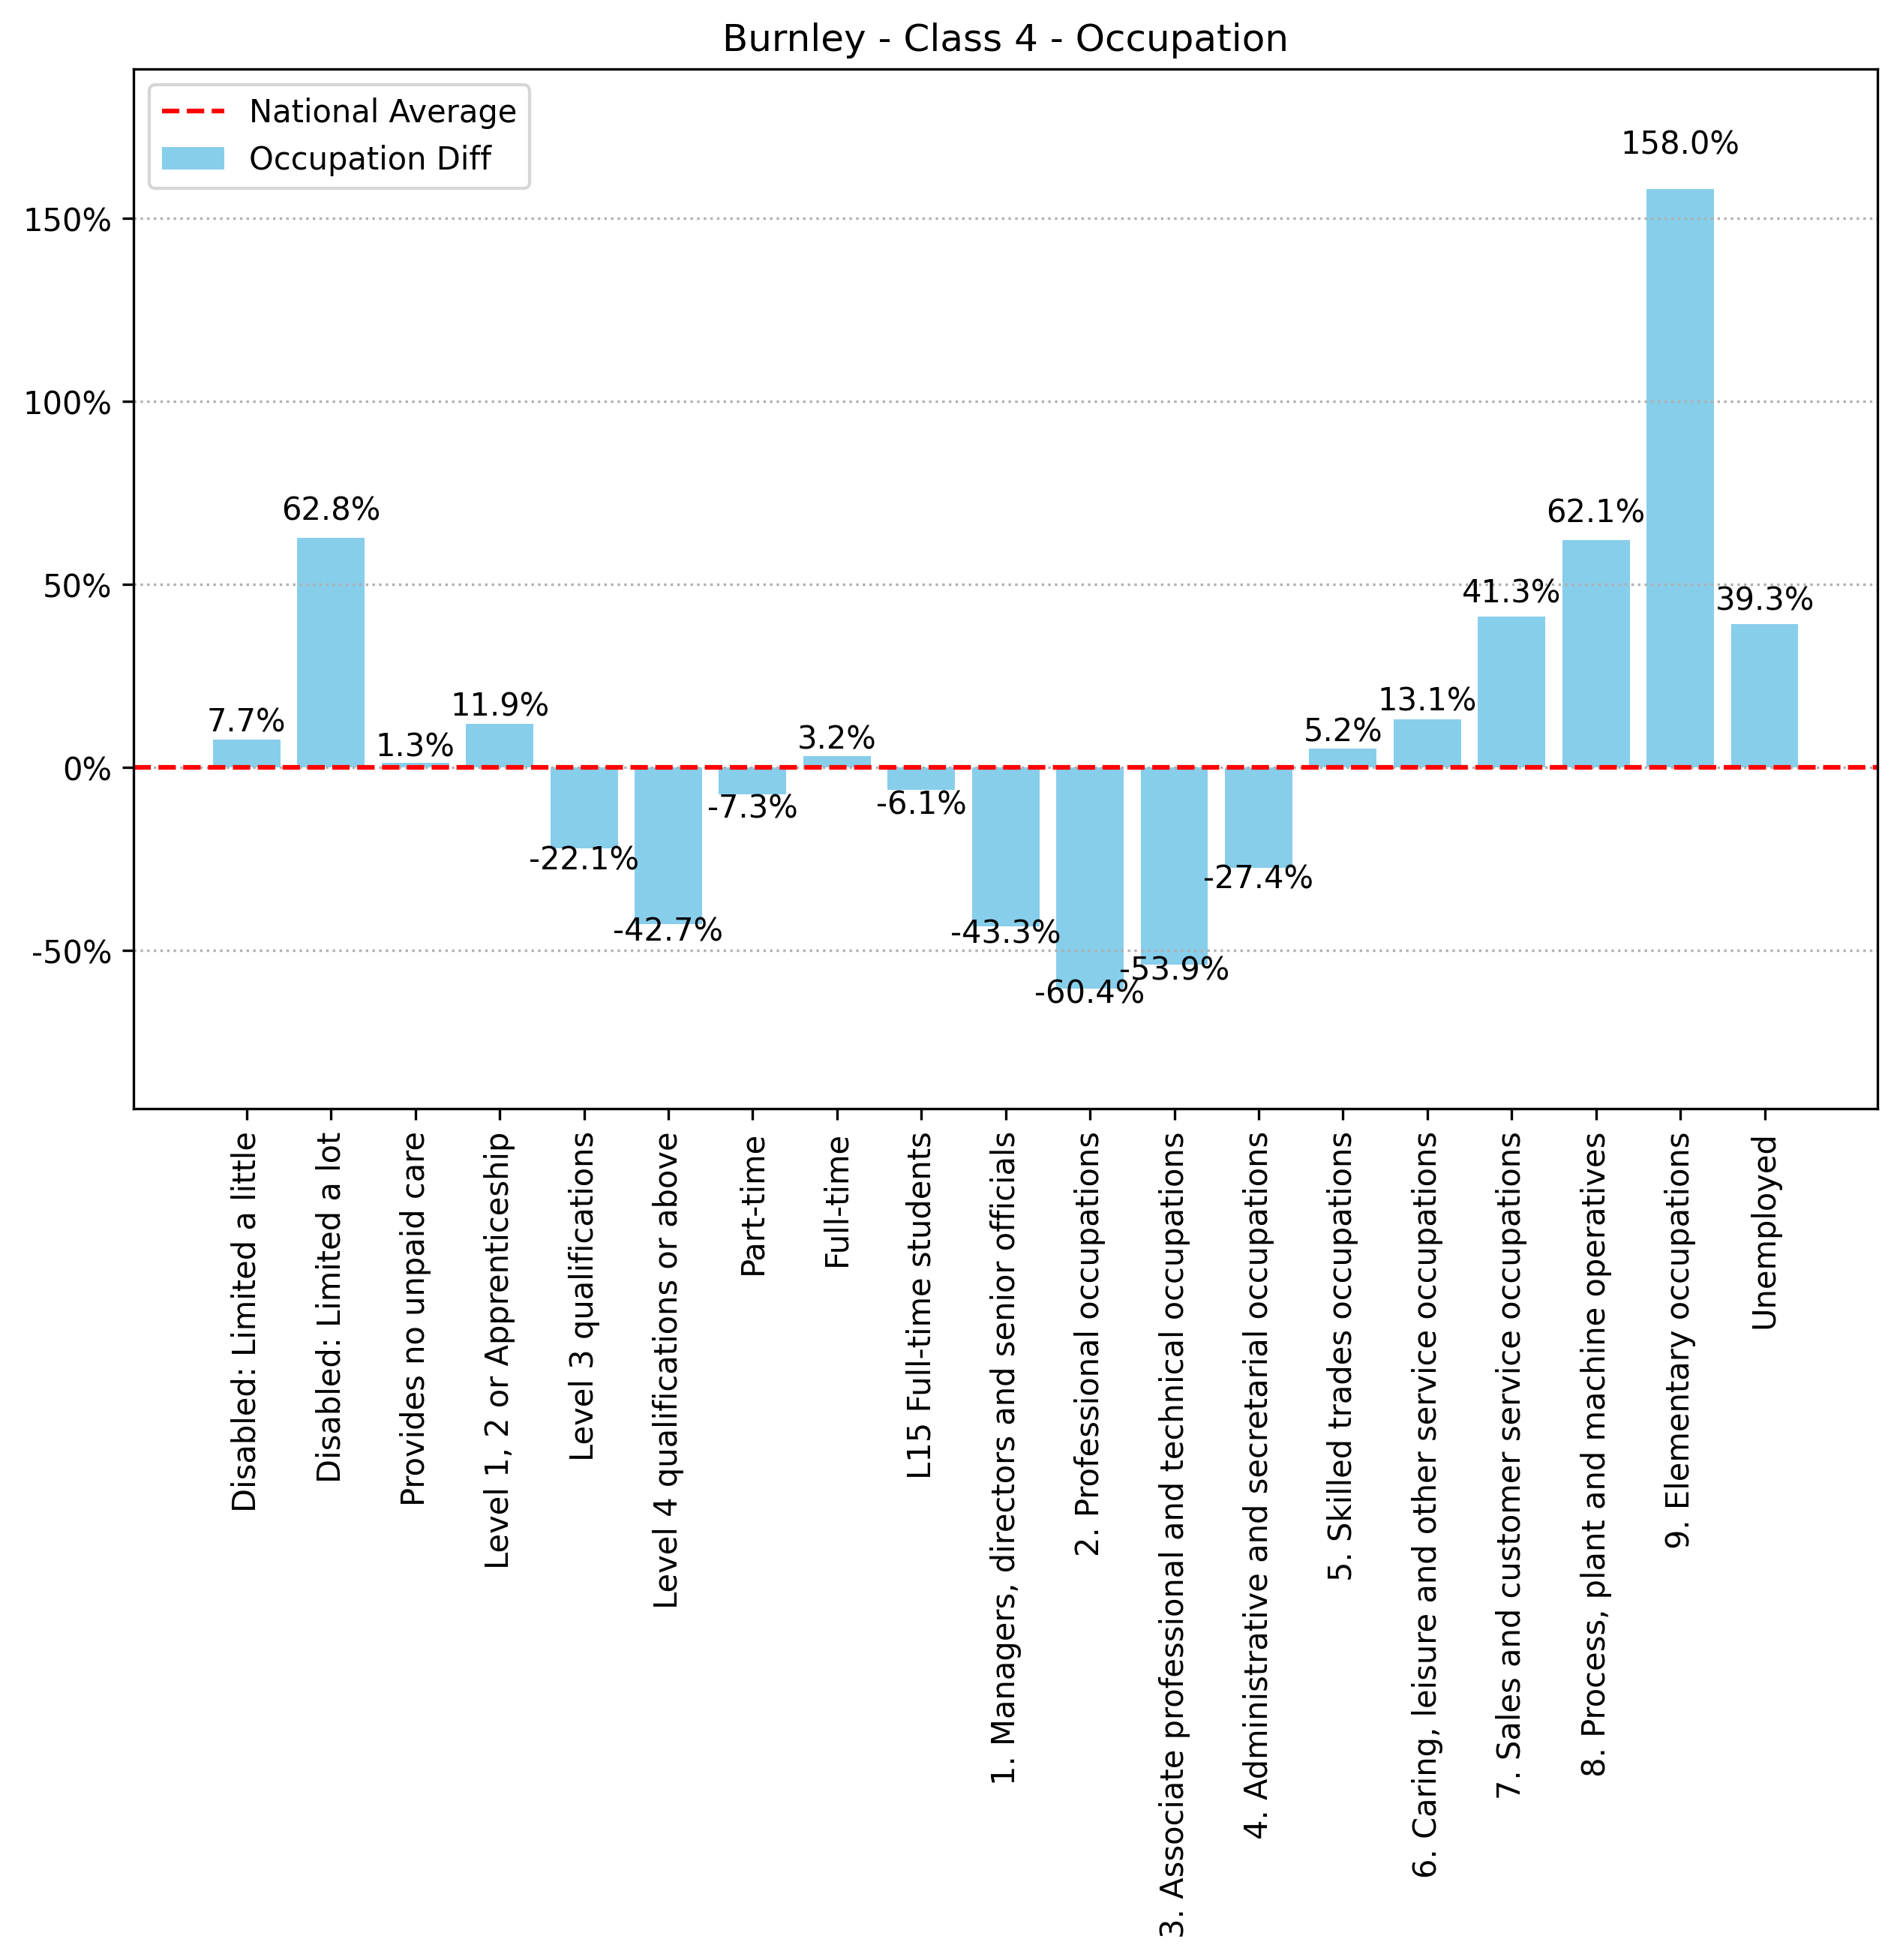 Burnley - Class 4 - Occupation
National Average
Occupation Diff
150%
100%
50%
0%
-50%
7.7%
62.8%
1.3%
11.9%
-22.1%
-42.7%
-7.3%
3.2%
-6.1%
-43.3%
-60.4%
-53.9%
-27.4%
5.2%
13.1%
41.3%
62.1%
158.0%
39.3%
Disabled: Limited a little
Disabled: Limited a lot
Provides no unpaid care
Level 1, 2 or Apprenticeship
Level 3 qualifications
Level 4 qualifications or above
Part-time
Full-time
L15 Full-time students
1. Managers, directors and senior officials
2. Professional occupations
3. Associate professional and technical occupations
4. Administrative and secretarial occupations
5. Skilled trades occupations
6. Caring, leisure and other service occupations
7. Sales and customer service occupations
8. Process, plant and machine operatives
9. Elementary occupations
Unemployed